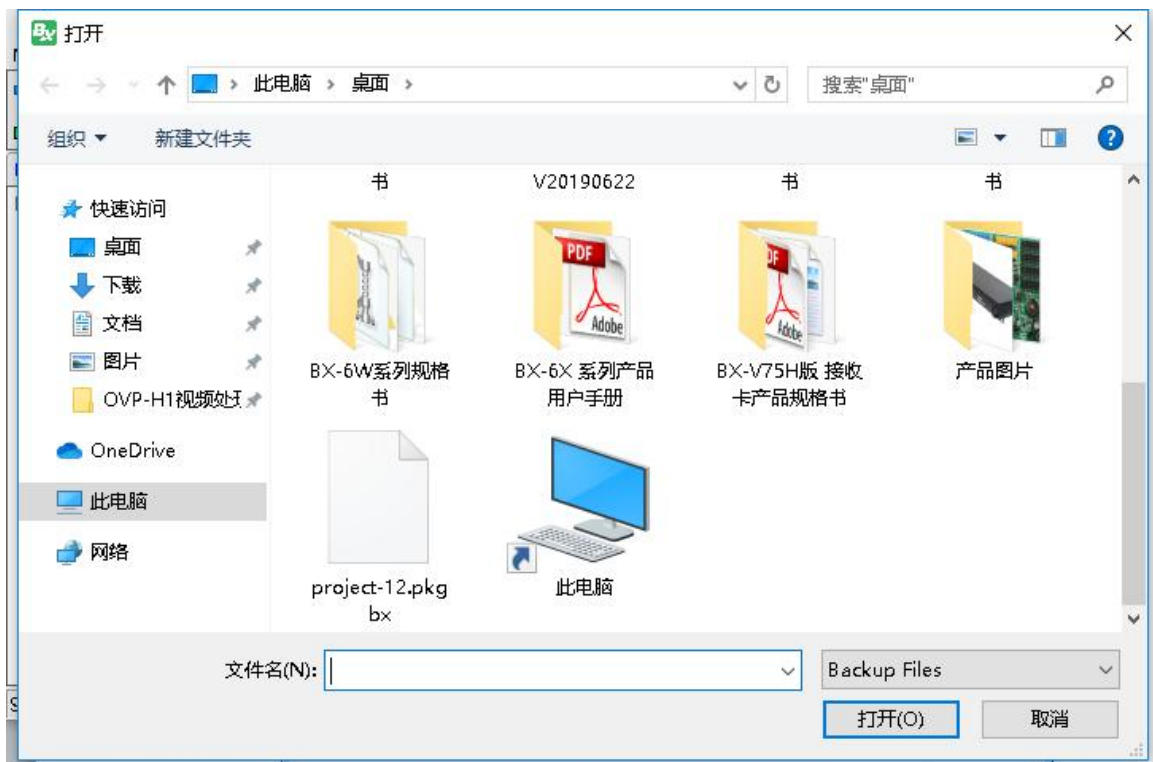 打开
此电脑 桌面
搜索"桌面"
组织 新建文件夹
快速访问
桌面
下载
文档
图片
OVP-H1视频处理
OneDrive
此电脑
网络
书 V20190622 书 书
PDF
Adobe
DF
Adobe
BX-6W系列规格
书
BX-6X 系列产品
用户手册
BX-V75H版 接收
卡产品规格书
产品图片
project-12.pkg
bx
此电脑
文件名(N): Backup Files
打开(O) 取消